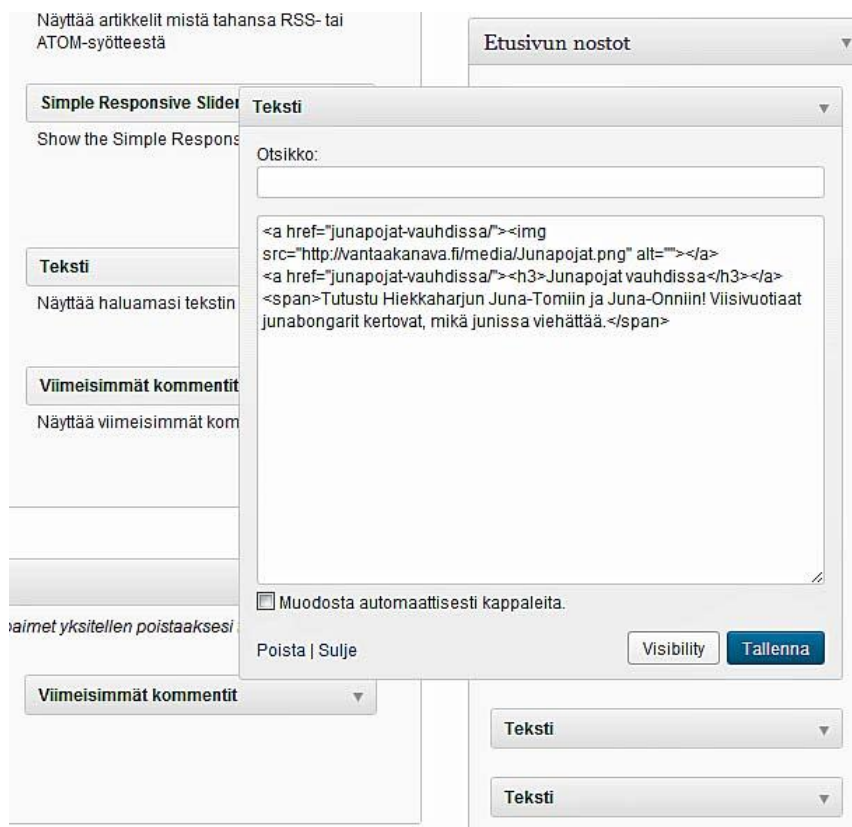 Näyttää artikkelit mistä tahansa RSS- tai
ATOM-syötteestä
Simple Responsive Slider
Show the Simple Respons
Teksti
Näyttää haluamasi tekstin
Viimeisimmät kommentit
Näyttää viimeisimmät kom
paimet yksitellen poistaaksesi
Viimeisimmät kommentit
Etusivun nostot
Teksti
Otsikko:
<a href="junapojat-vauhdissa/"><img
src="http://vantaakanava.fi/media/Junapojat.png" alt=""></a>
<a href="junapojat-vauhdissa/"><h3>Junapojat vauhdissa</h3></a>
<span>Tutustu Hiekkaharjun Juna-Tomiin ja Juna-Onniin! Viisivuotiaat
junabongarit kertovat, mikä junissa viehättää.</span>
Muodosta automaattisesti kappaleita.
Poista | Sulje
Visibility
Tallenna
Teksti
Teksti